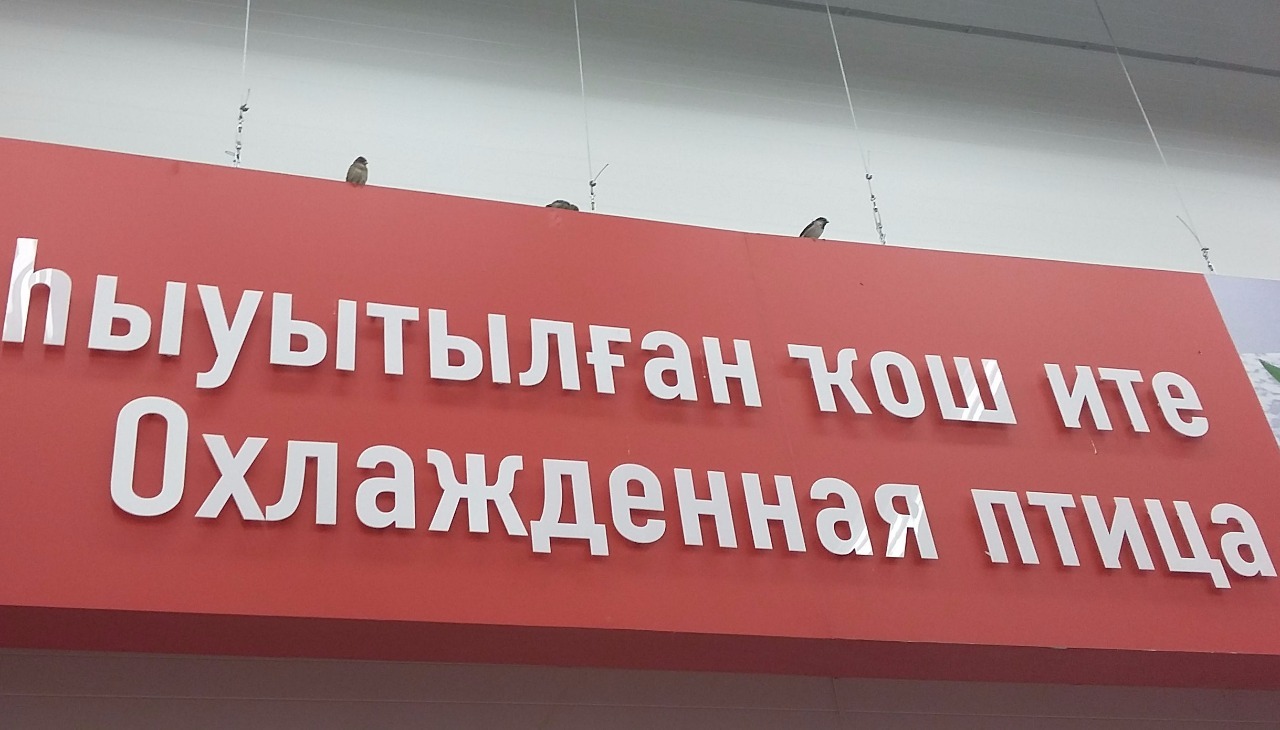 һыуытылған ҡош ите
Охлажденная птица